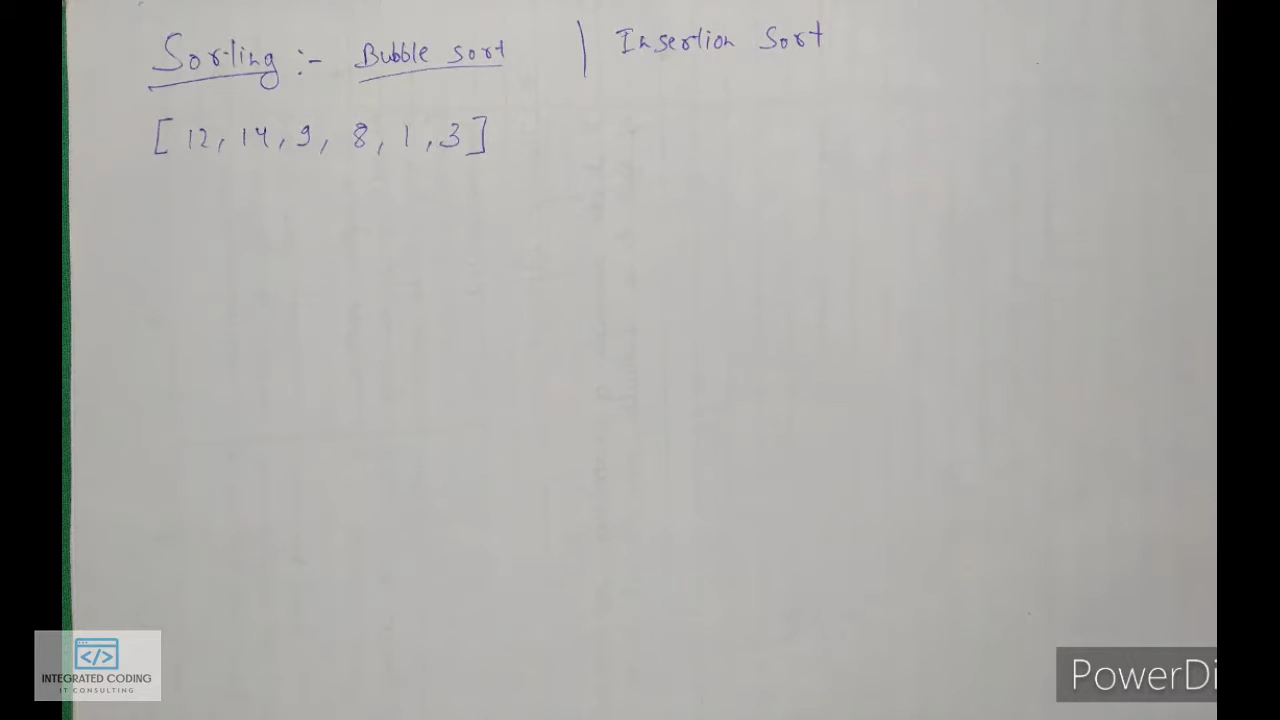 Sorting :- Bubble sort | Insertion Sort
[ 12, 14, 9, 8, 1, 3 ]
</>
INTEGRATED CODING
IT CONSULTING
PowerDi